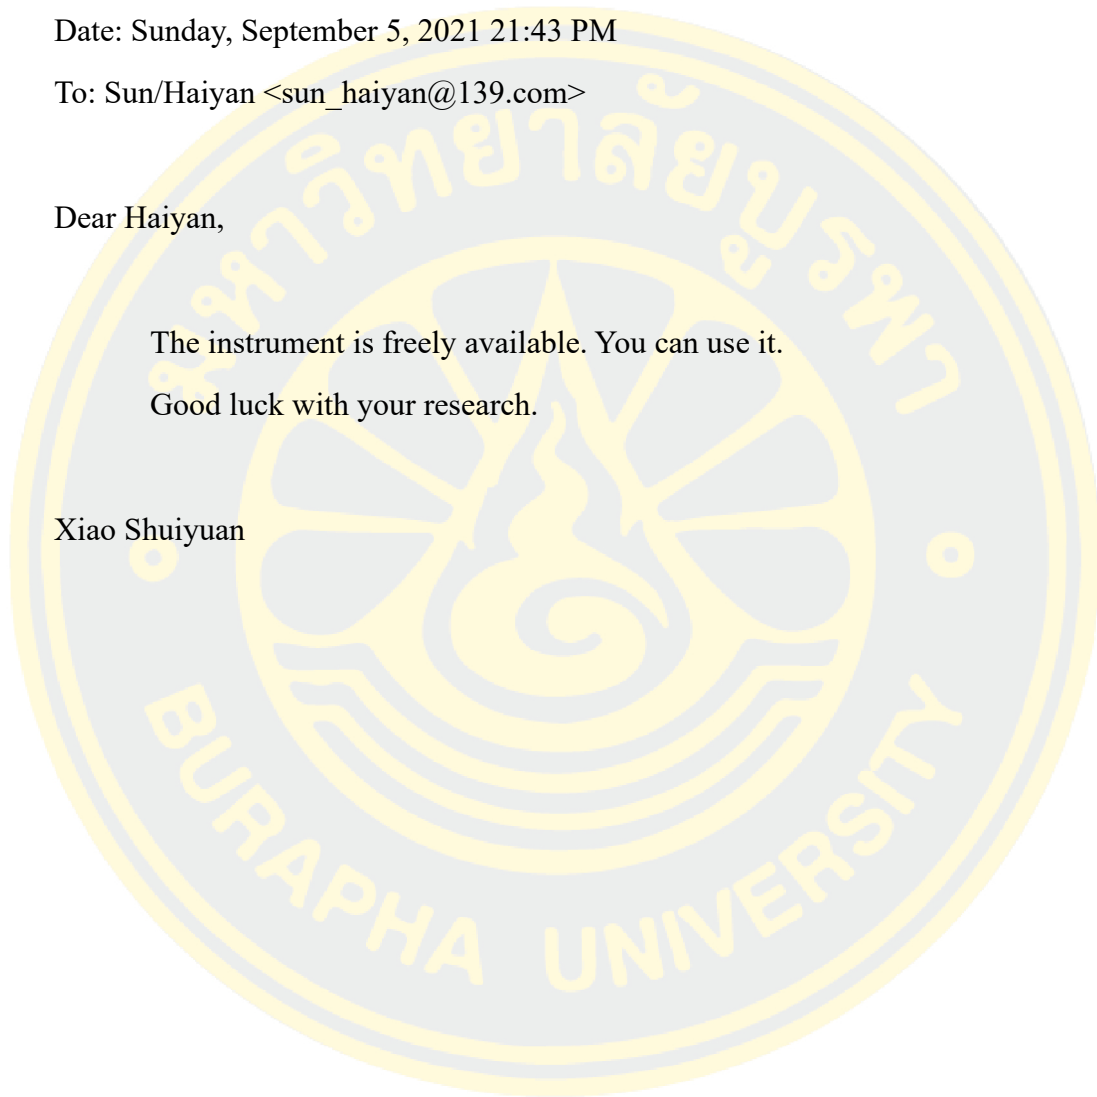 Date: Sunday, September 5, 2021 21:43 PM
To: Sun/Haiyan <sun_haiyan@139.com>
Dear Haiyan,
The instrument is freely available. You can use it.
Good luck with your research.
Xiao Shuiyuan
มหาวิทยาลัยบูรพา
BURAPHA UNIVERSITY